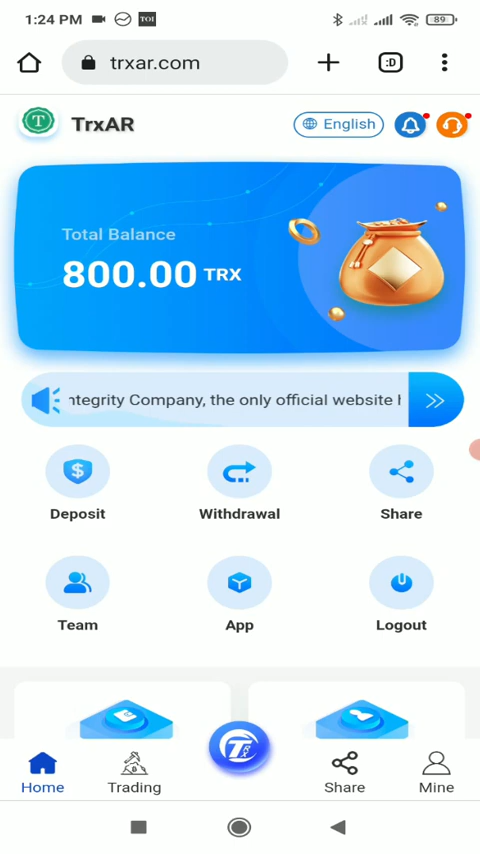 1:24 PM TOI 89
trxar.com :D
T TrxAR English
Total Balance
800.00 TRX
ntegrity Company, the only official website
Deposit Withdrawal Share
Team App Logout
Home Trading Share Mine